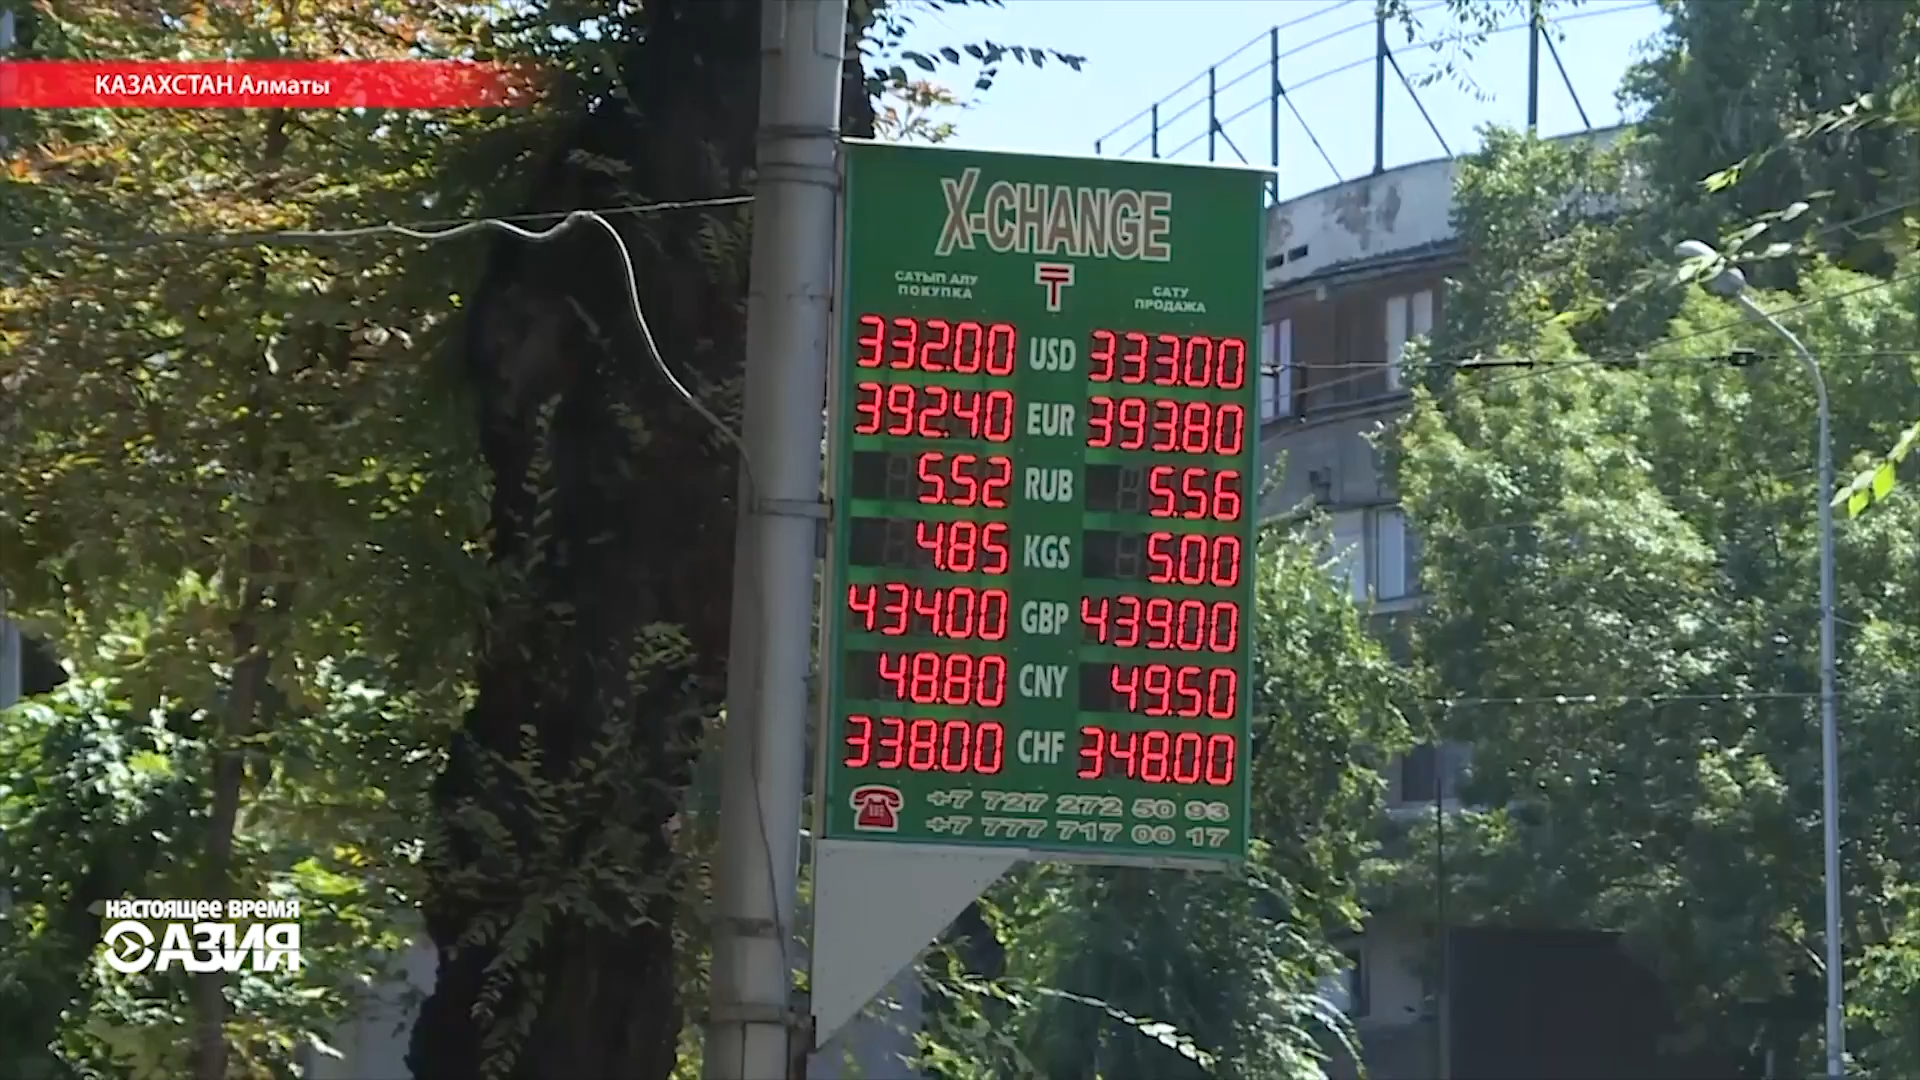 КАЗАХСТАН Алматы
X-CHANGE
САТЫП АЛУ
ПОКУПКА
₸
САТУ
ПРОДАЖА
332.00 USD 333.00
392.40 EUR 393.80
5.52 RUB 5.56
4.85 KGS 5.00
434.00 GBP 439.00
48.80 CNY 49.50
338.00 CHF 348.00
+7 727 272 50 93
+7 777 717 00 17
НАСТОЯЩЕЕ ВРЕМЯ
АЗИЯ